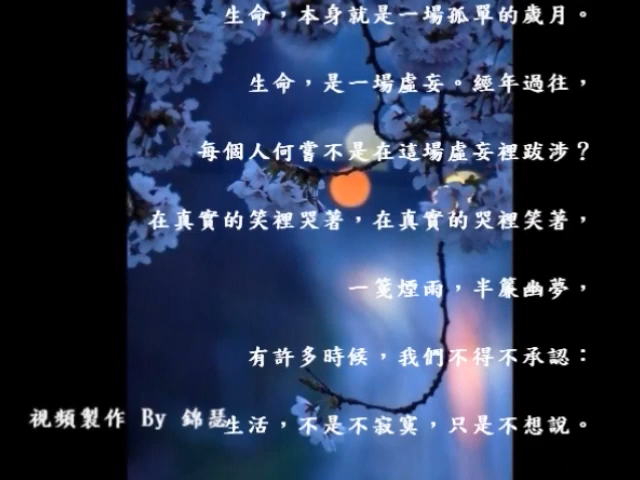 生命，本身就是一場孤單的歲月。
生命，是一場虛妄。經年過往，
每個人何嘗不是在這場虛妄裡跋涉？
在真實的笑裡哭著，在真實的哭裡笑著，
一箋煙雨，半簾幽夢，
有許多時候，我們不得不承認：
生活，不是不寂寞，只是不想說。
視頻製作 By 錦瑟